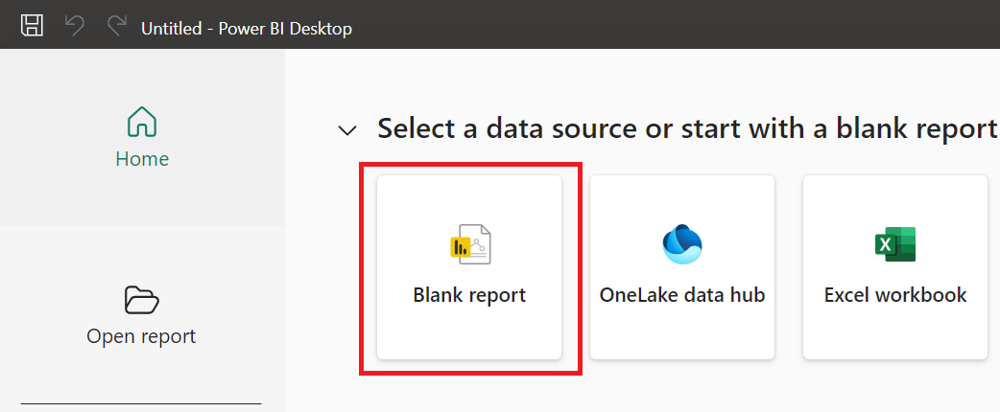 Untitled - Power BI Desktop
Home
Open report
Select a data source or start with a blank report
Blank report
OneLake data hub
Excel workbook